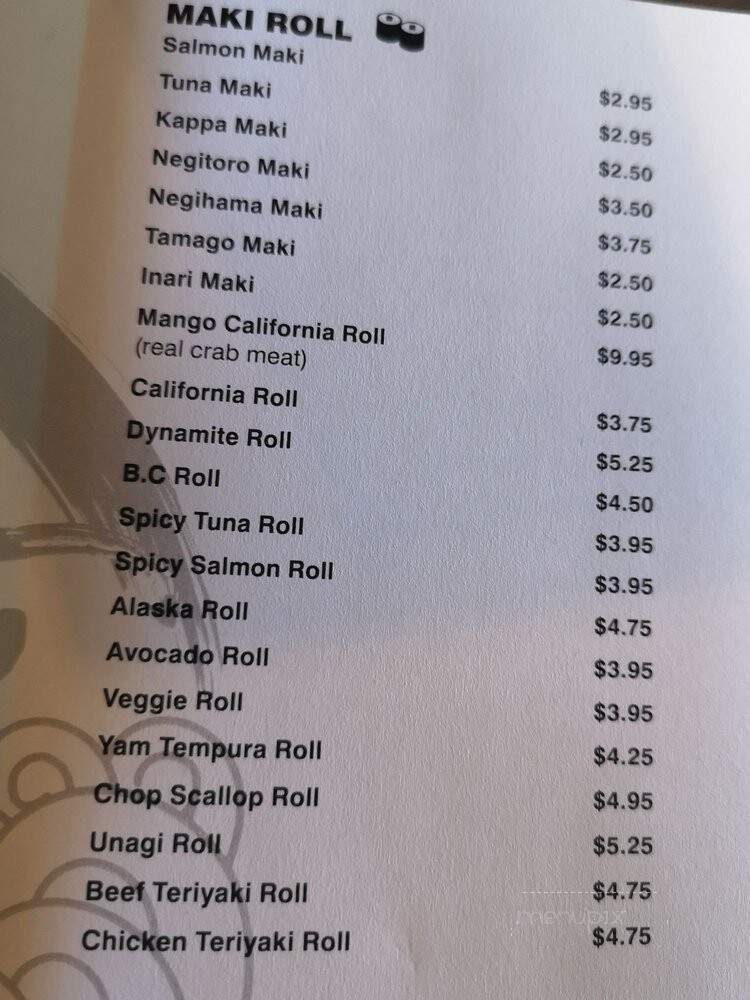 MAKI ROLL
Salmon Maki $2.95
Tuna Maki $2.95
Kappa Maki $2.50
Negitoro Maki $3.50
Negihama Maki $3.75
Tamago Maki $2.50
Inari Maki $2.50
Mango California Roll $9.95
(real crab meat)
California Roll $3.75
Dynamite Roll $5.25
B.C Roll $4.50
Spicy Tuna Roll $3.95
Spicy Salmon Roll $3.95
Alaska Roll $4.75
Avocado Roll $3.95
Veggie Roll $3.95
Yam Tempura Roll $4.25
Chop Scallop Roll $4.95
Unagi Roll $5.25
Beef Teriyaki Roll $4.75
Chicken Teriyaki Roll $4.75
menupix